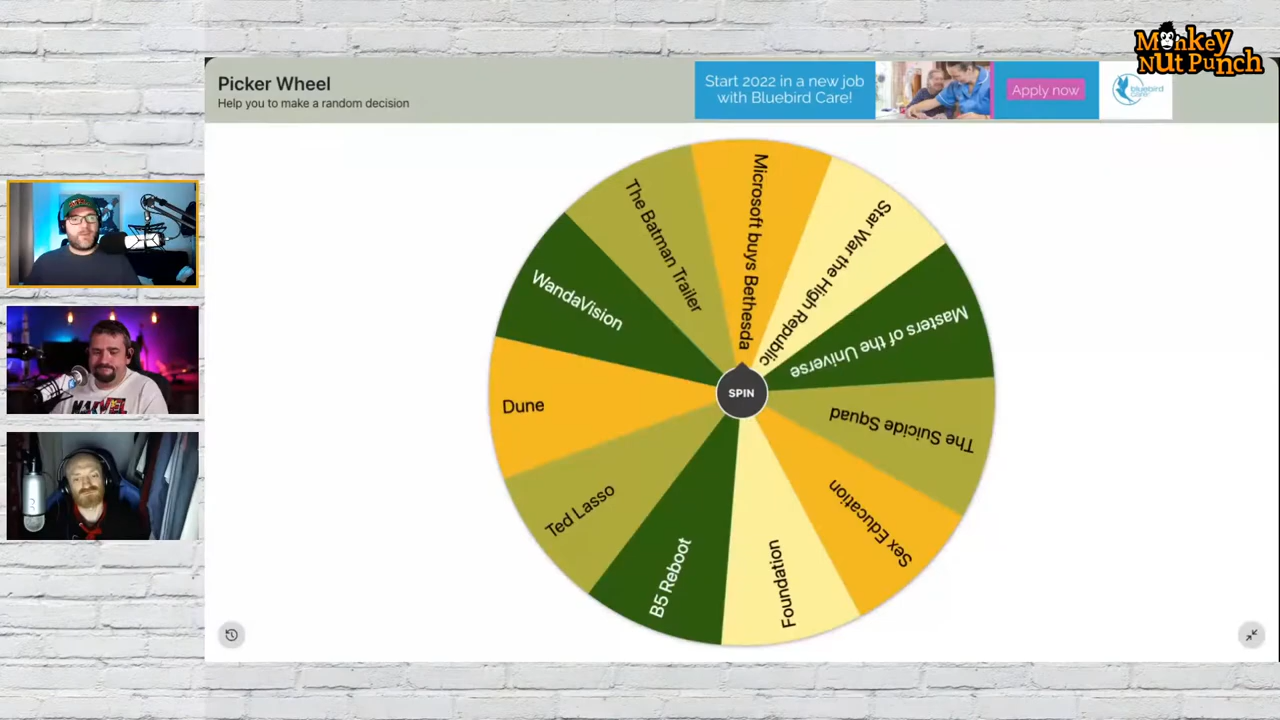 Monkey
Nut Punch
Picker Wheel
Help you to make a random decision
Start 2022 in a new job
with Bluebird Care!
Apply now
bluebird
care
Microsoft buys Bethesda
Star War the High Republic
Masters of the Universe
The Suicide Squad
Sex Education
Foundation
B5 Reboot
Ted Lasso
Dune
WandaVision
The Batman Trailer
SPIN
MARVEL